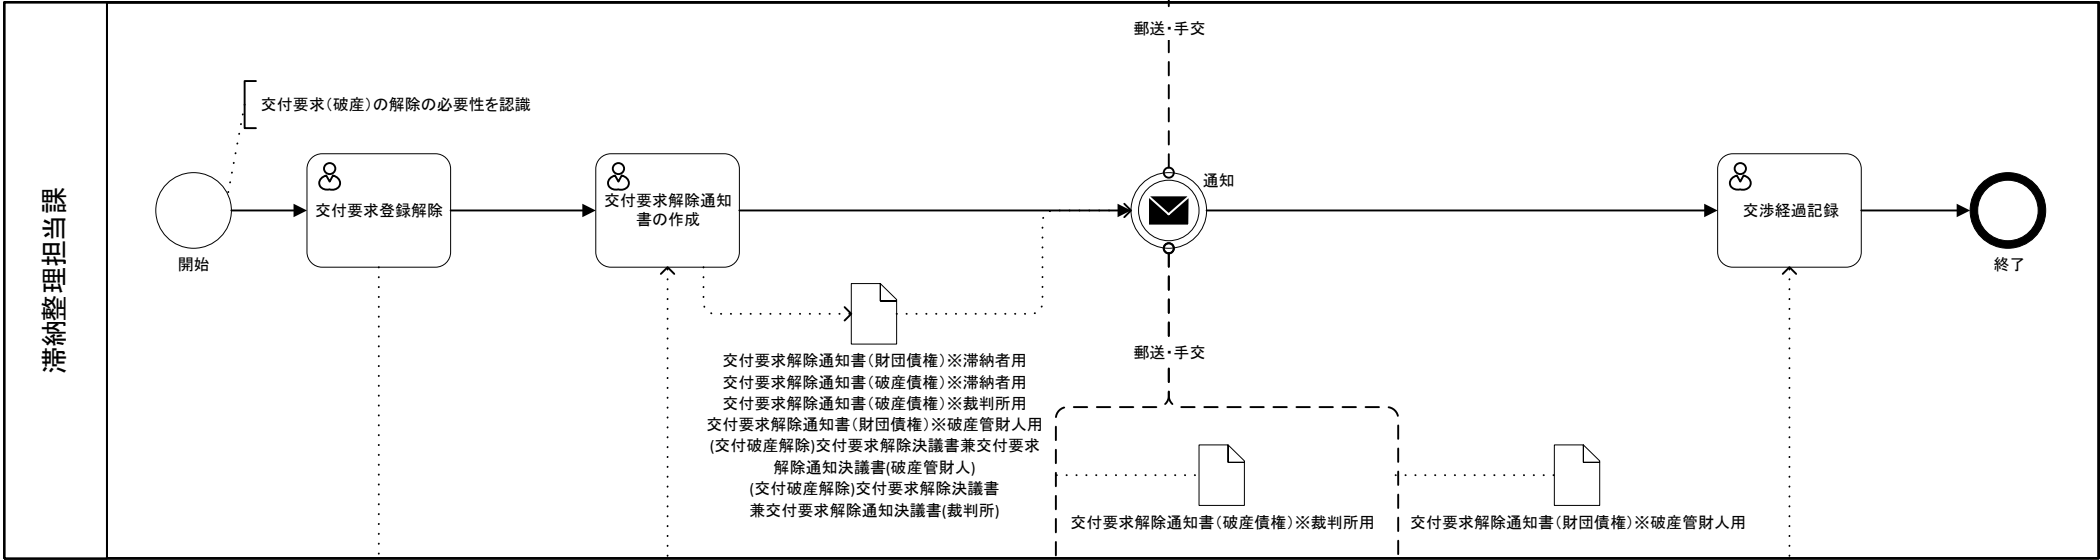 滞納整理担当課
郵送・手交
交付要求（破産）の解除の必要性を認識
開始
交付要求登録解除
交付要求解除通知
書の作成
通知
交渉経過記録
終了
交付要求解除通知書（財団債権）※滞納者用
交付要求解除通知書（破産債権）※滞納者用
交付要求解除通知書（破産債権）※裁判所用
交付要求解除通知書（財団債権）※破産管財人用
(交付破産解除)交付要求解除決議書兼交付要求
解除通知決議書(破産管財人)
(交付破産解除)交付要求解除決議書
兼交付要求解除通知決議書(裁判所)
郵送・手交
交付要求解除通知書（破産債権）※裁判所用
交付要求解除通知書（財団債権）※破産管財人用